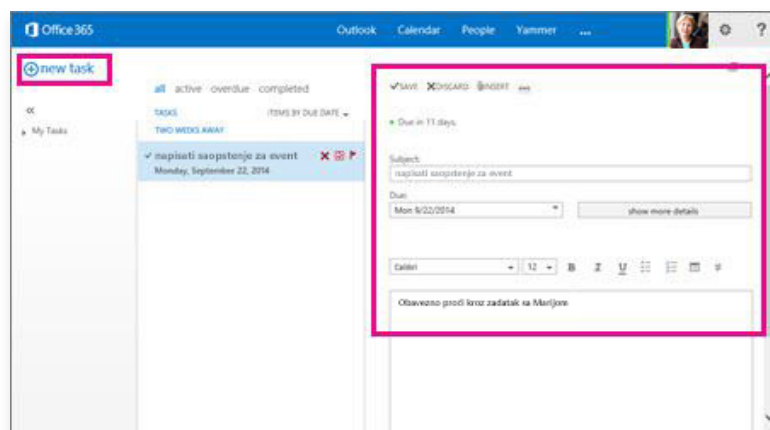 Office 365
Outlook Calendar People Yammer ...
?
new task
all active overdue completed
«
TASKS ITEMS BY DUE DATE
My Tasks
TWO WEEKS AWAY
napisati saopstenje za event
Monday, September 22, 2014
SAVE DISCARD INSERT ...
Due in 11 days.
Subject:
napisati saopstenje za event
Due:
Mon 9/22/2014 show more details
Calibri 12 B I U
Obavezno proći kroz zadatak sa Marijom